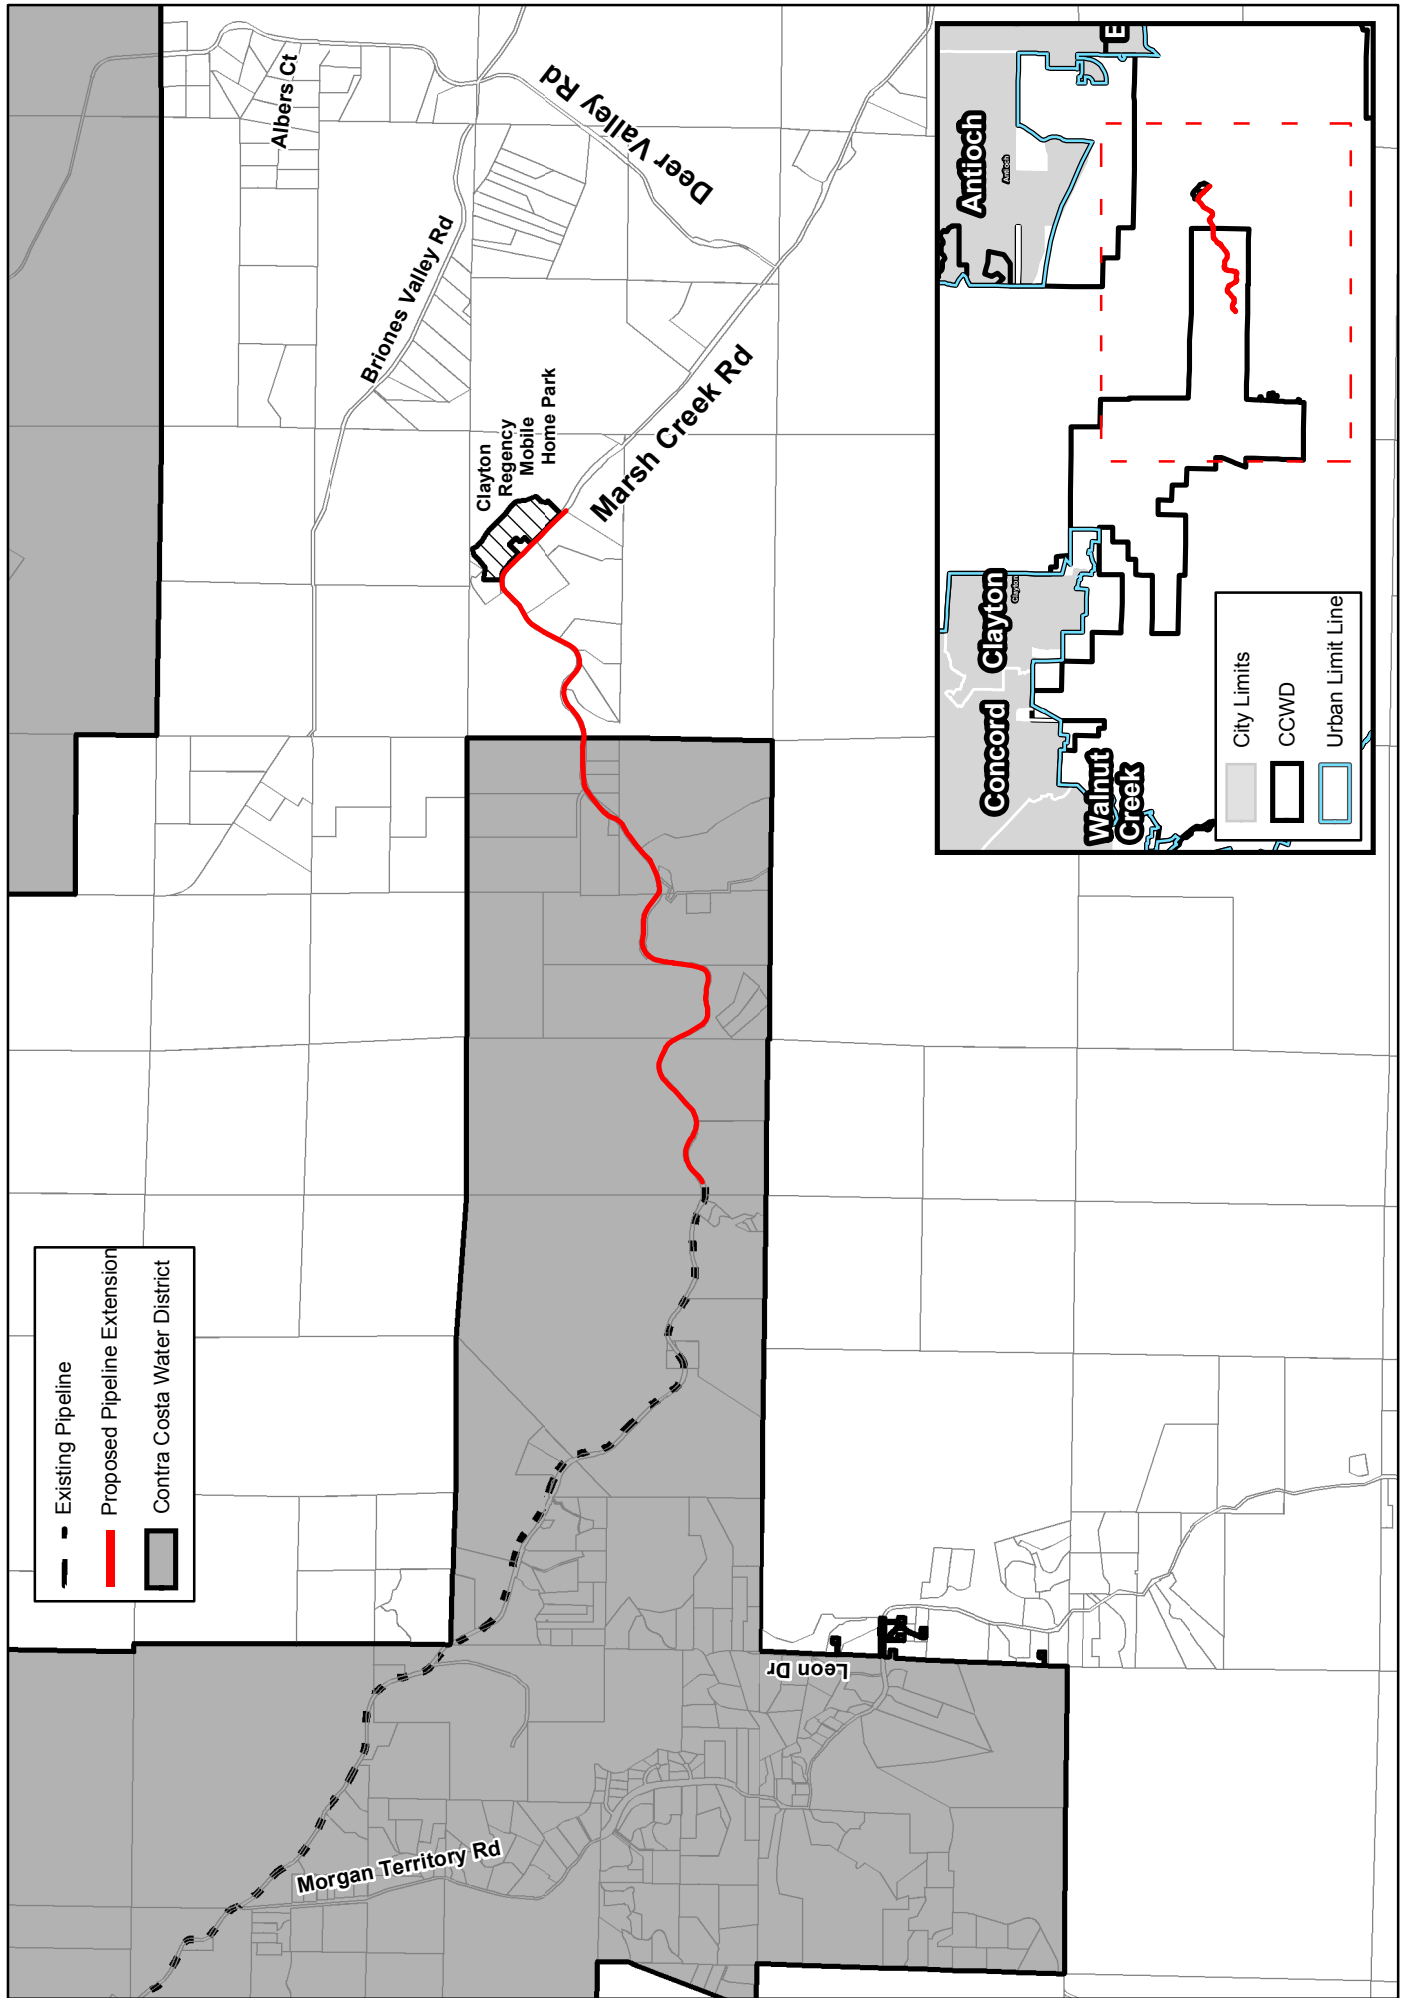 Existing Pipeline
Proposed Pipeline Extension
Contra Costa Water District
Albers Ct
Deer Valley Rd
Briones Valley Rd
Clayton
Regency
Mobile
Home Park
Marsh Creek Rd
Morgan Territory Rd
Leon Dr
Antioch
Antioch
E
Clayton
Clayton
Concord
Walnut
Creek
City Limits
CCWD
Urban Limit Line